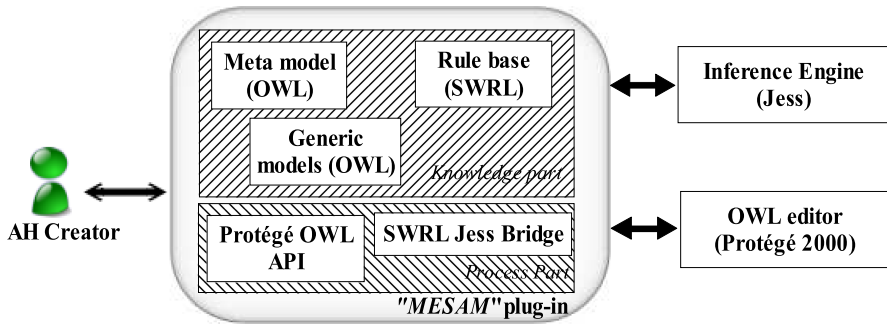 Meta model
(OWL)
Rule base
(SWRL)
Generic
models (OWL)
Knowledge part
Inference Engine
(Jess)
AH Creator
Protégé OWL
API
SWRL Jess Bridge
Process Part
"MESAM" plug-in
OWL editor
(Protégé 2000)